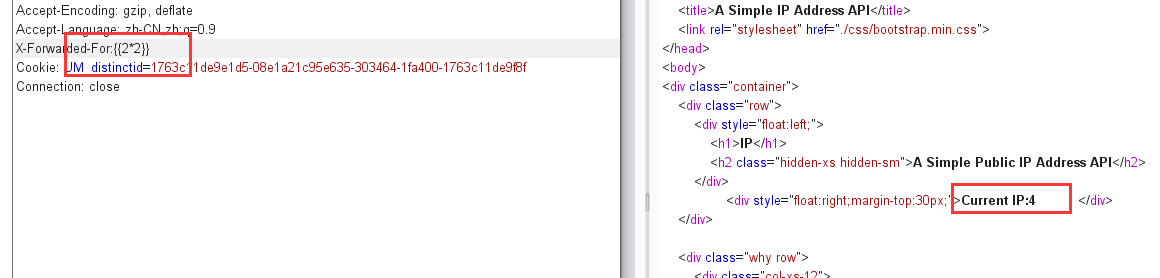 Accept-Encoding: gzip, deflate
Accept-Language: zh-CN,zh;q=0.9
X-Forwarded-For:{{2*2}}
Cookie: UM_distinctid=1763c11de9e1d5-08e1a21c95e635-303464-1fa400-1763c11de9f8f
Connection: close
<title>A Simple IP Address API</title>
<link rel="stylesheet" href="./css/bootstrap.min.css">
</head>
<body>
<div class="container">
<div class="row">
<div style="float:left;">
<h1>IP</h1>
<h2 class="hidden-xs hidden-sm">A Simple Public IP Address API</h2>
</div>
<div style="float:right;margin-top:30px;">Current IP:4 </div>
</div>
<div class="why row">
<div class="col-xs-12">